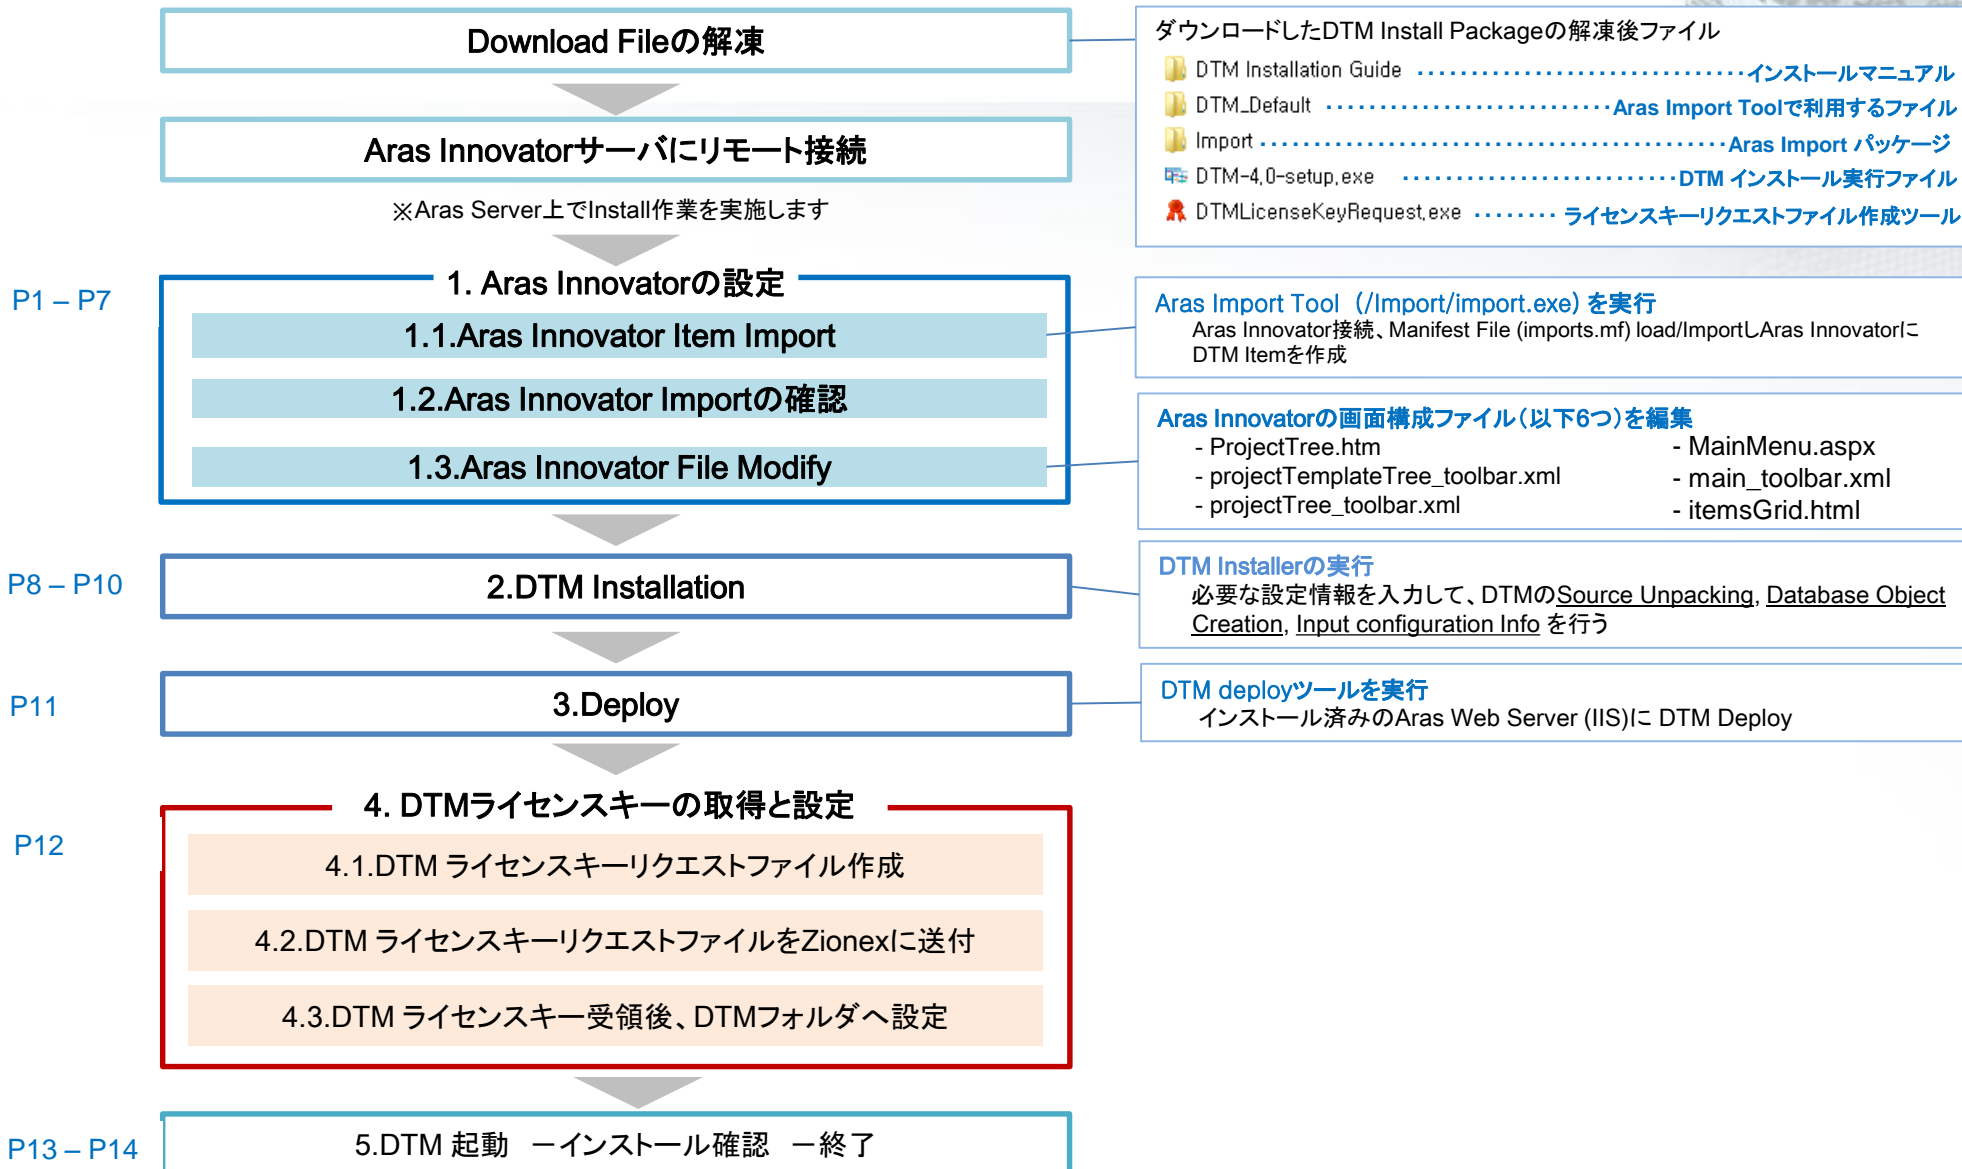 Download Fileの解凍
Aras Innovatorサーバにリモート接続
※Aras Server上でInstall作業を実施します
P1 – P7
1. Aras Innovatorの設定
1.1.Aras Innovator Item Import
1.2.Aras Innovator Importの確認
1.3.Aras Innovator File Modify
P8 – P10
2.DTM Installation
P11
3.Deploy
P12
4. DTMライセンスキーの取得と設定
4.1.DTM ライセンスキーリクエストファイル作成
4.2.DTM ライセンスキーリクエストファイルをZionexに送付
4.3.DTM ライセンスキー受領後、DTMフォルダへ設定
P13 – P14
5.DTM 起動 －インストール確認 －終了
ダウンロードしたDTM Install Packageの解凍後ファイル
DTM Installation Guide ･･････････････････････････････インストールマニュアル
DTM_Default ･･････････････････････････Aras Import Toolで利用するファイル
Import ･･････････････････････････････････････････Aras Import パッケージ
DTM-4,0-setup,exe ･････････････････････････DTM インストール実行ファイル
DTMLicenseKeyRequest,exe ････････ ライセンスキーリクエストファイル作成ツール
Aras Import Tool（/Import/import.exe）を実行
Aras Innovator接続、Manifest File (imports.mf) load/ImportしAras Innovatorに
DTM Itemを作成
Aras Innovatorの画面構成ファイル（以下6つ）を編集
- ProjectTree.htm
- projectTemplateTree_toolbar.xml
- projectTree_toolbar.xml
- MainMenu.aspx
- main_toolbar.xml
- itemsGrid.html
DTM Installerの実行
必要な設定情報を入力して、DTMのSource Unpacking, Database Object
Creation, Input configuration Info を行う
DTM deployツールを実行
インストール済みのAras Web Server (IIS)に DTM Deploy